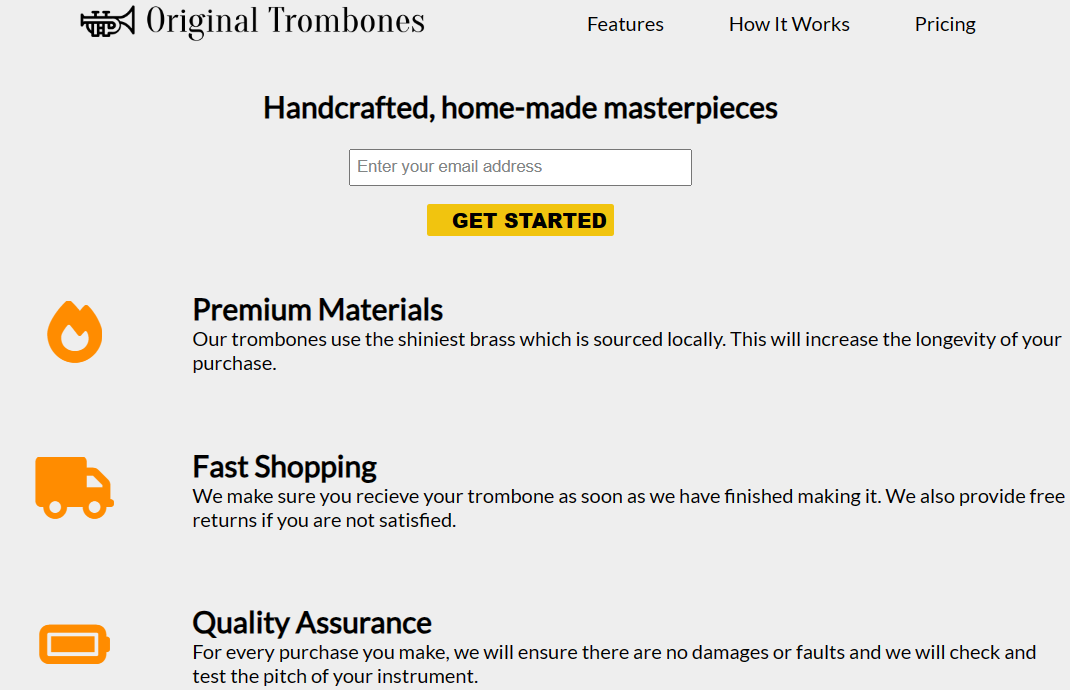 Original Trombones
Features
How It Works
Pricing
Handcrafted, home-made masterpieces
Enter your email address
GET STARTED
Premium Materials
Our trombones use the shiniest brass which is sourced locally. This will increase the longevity of your
purchase.
Fast Shopping
We make sure you recieve your trombone as soon as we have finished making it. We also provide free
returns if you are not satisfied.
Quality Assurance
For every purchase you make, we will ensure there are no damages or faults and we will check and
test the pitch of your instrument.